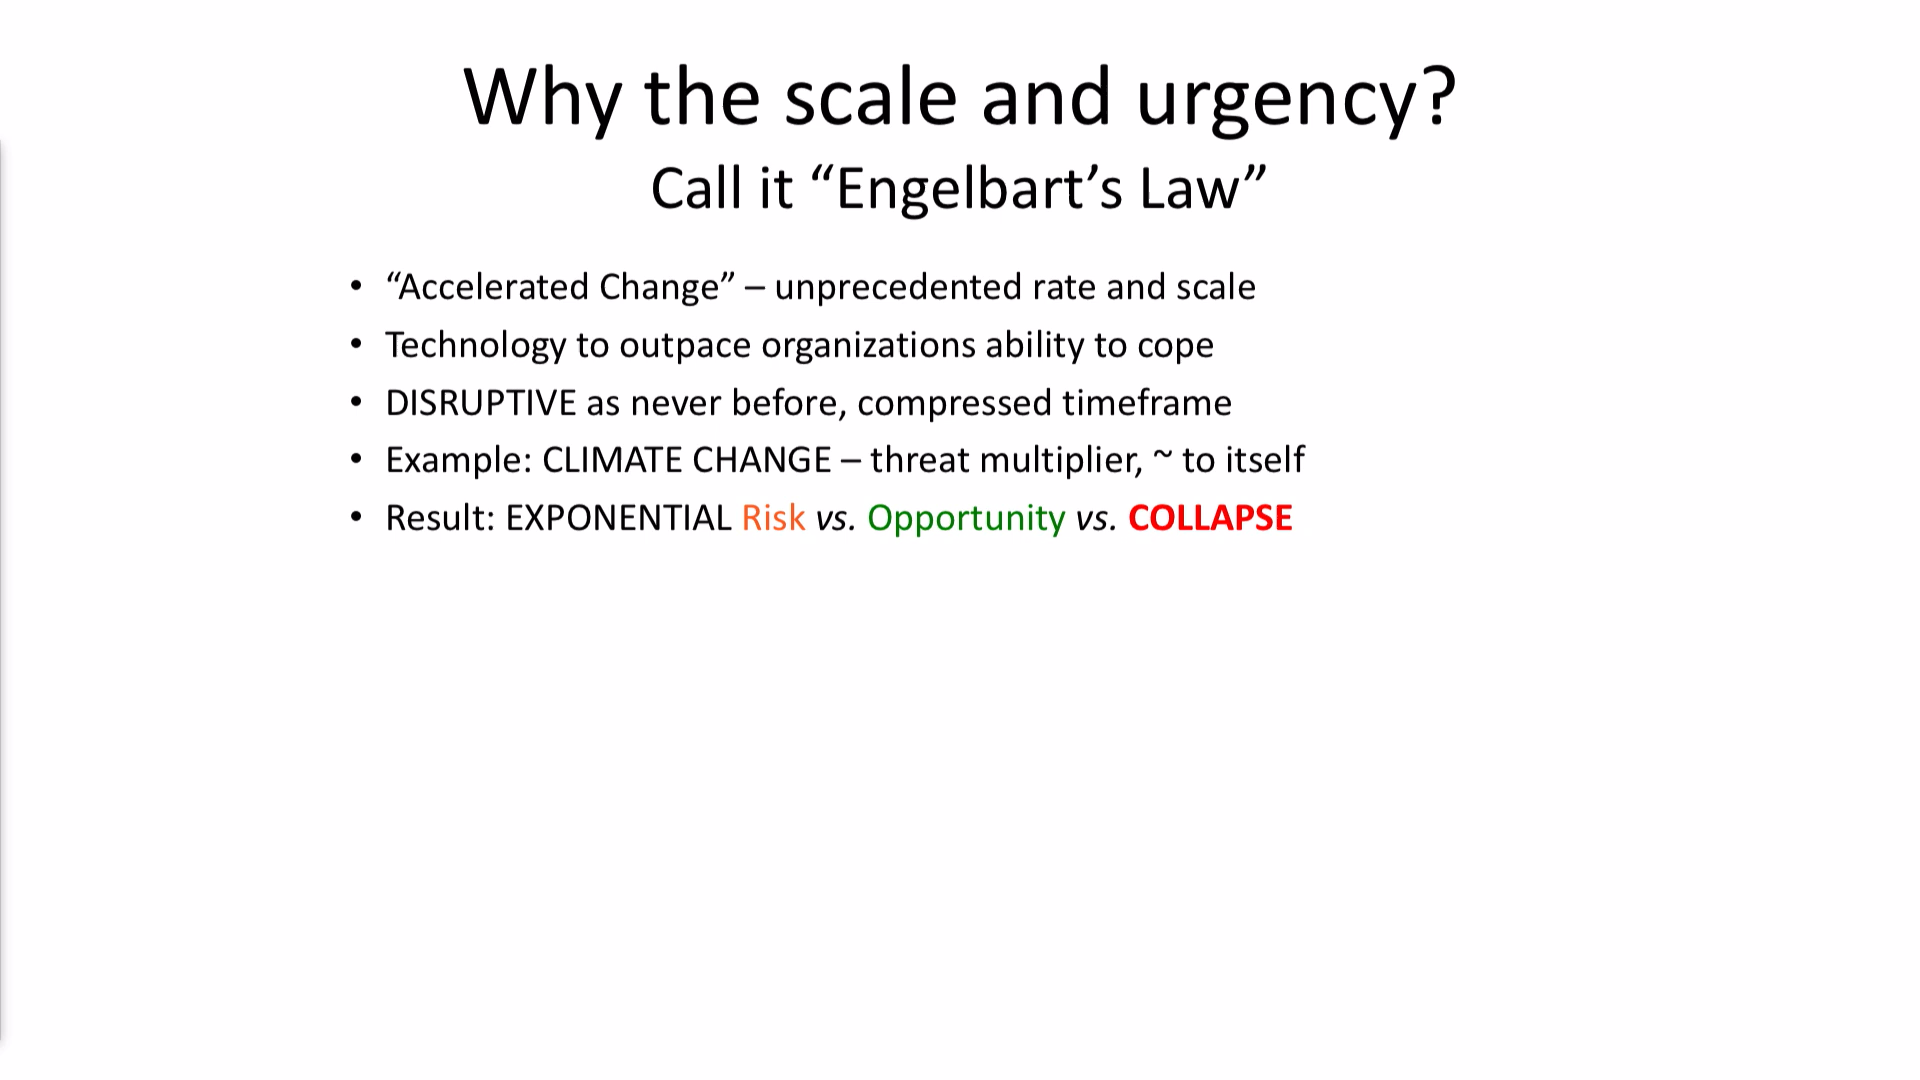 Why the scale and urgency?
Call it “Engelbart’s Law”
• “Accelerated Change” – unprecedented rate and scale
• Technology to outpace organizations ability to cope
• DISRUPTIVE as never before, compressed timeframe
• Example: CLIMATE CHANGE – threat multiplier, ~ to itself
• Result: EXPONENTIAL Risk vs. Opportunity vs. COLLAPSE